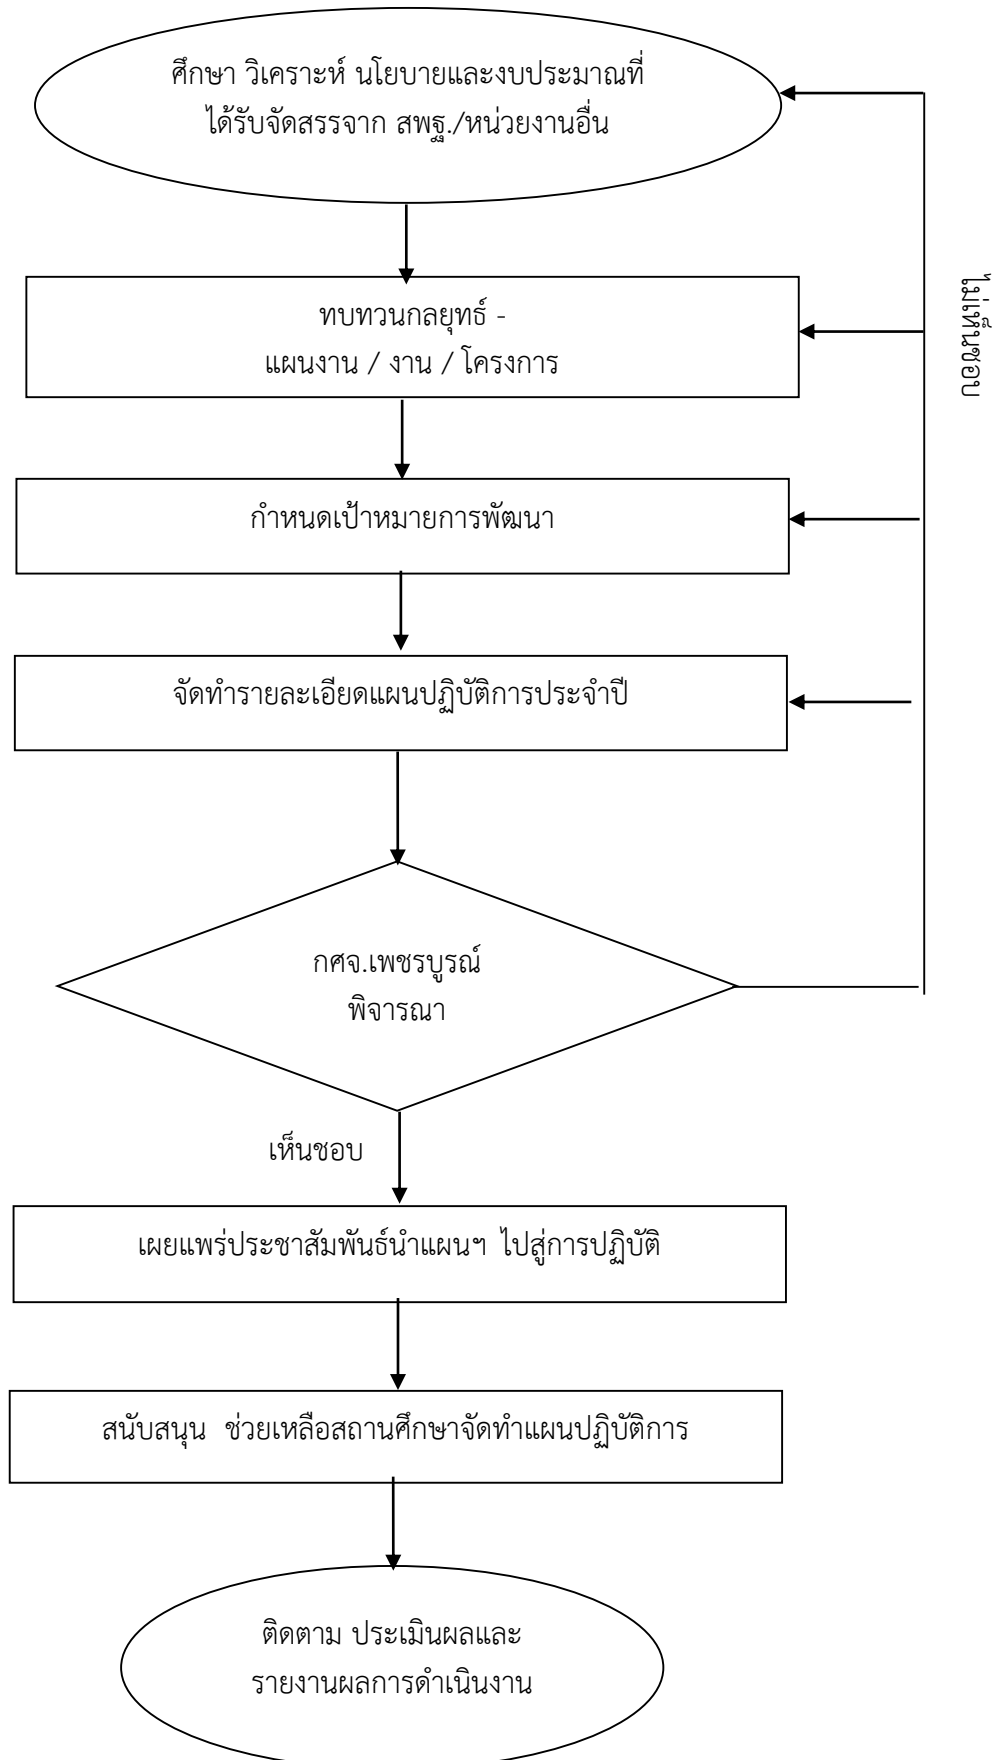 ศึกษา วิเคราะห์ นโยบายและงบประมาณที่
ได้รับจัดสรรจาก สพฐ./หน่วยงานอื่น
ทบทวนกลยุทธ์ -
แผนงาน / งาน / โครงการ
ไม่เห็นชอบ
กำหนดเป้าหมายการพัฒนา
จัดทำรายละเอียดแผนปฏิบัติการประจำปี
กศจ.เพชรบูรณ์
พิจารณา
เห็นชอบ
เผยแพร่ประชาสัมพันธ์นำแผนฯ ไปสู่การปฏิบัติ
สนับสนุน ช่วยเหลือสถานศึกษาจัดทำแผนปฏิบัติการ
ติดตาม ประเมินผลและ
รายงานผลการดำเนินงาน